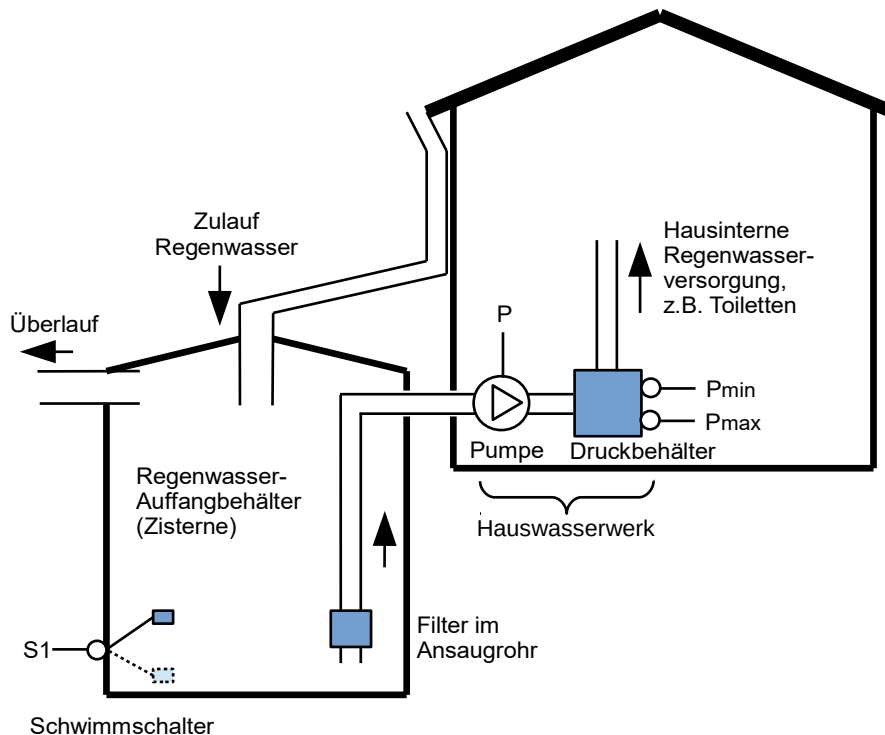 Zulauf
Regenwasser
Überlauf
Hausinterne
Regenwasser-
versorgung,
z.B. Toiletten
P
Pmin
Pmax
Pumpe
Druckbehälter
Hauswasserwerk
Regenwasser-
Auffangbehälter
(Zisterne)
Filter im
Ansaugrohr
S1
Schwimmschalter